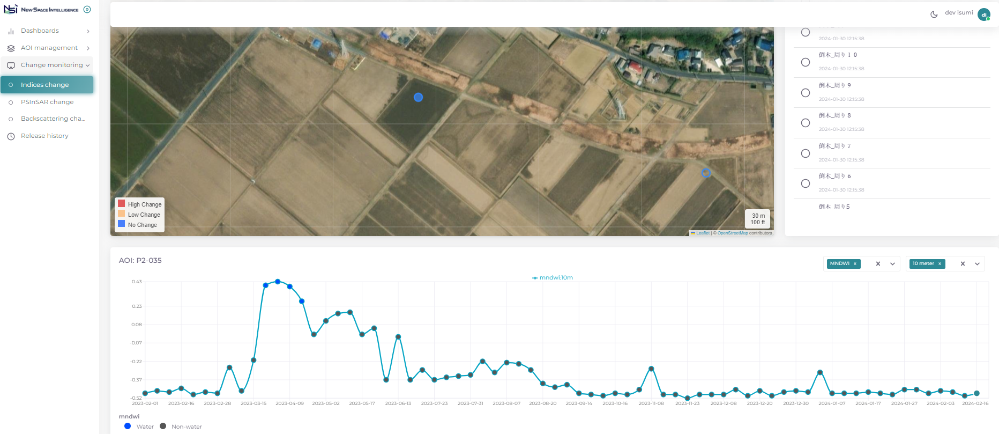 NSI NEW SPACE INTELLIGENCE
dev isumi
di
Dashboards
AOI management
Change monitoring
Indices change
PSInSAR change
Backscattering cha...
Release history
High Change
Low Change
No Change
30 m
100 ft
Leaflet | © OpenStreetMap contributors
2024-01-30 12:15:38
倒木_周り１０
2024-01-30 12:15:38
倒木_周り９
2024-01-30 12:15:38
倒木_周り８
2024-01-30 12:15:38
倒木_周り７
2024-01-30 12:15:38
倒木_周り６
2024-01-30 12:15:38
倒木_周り5
AOI: P2-035
MNDWI ×
10 meter ×
mndwi:10m
0.43
0.23
0.08
-0.07
-0.22
-0.37
-0.52
2023-02-01 2023-02-16 2023-02-28 2023-03-15 2023-04-09 2023-05-02 2023-05-17 2023-06-13 2023-07-23 2023-07-31 2023-08-07 2023-08-20 2023-09-14 2023-10-16 2023-11-08 2023-11-23 2023-12-08 2023-12-20 2023-12-30 2024-01-07 2024-01-17 2024-01-27 2024-02-03 2024-02-16
mndwi
Water Non-water